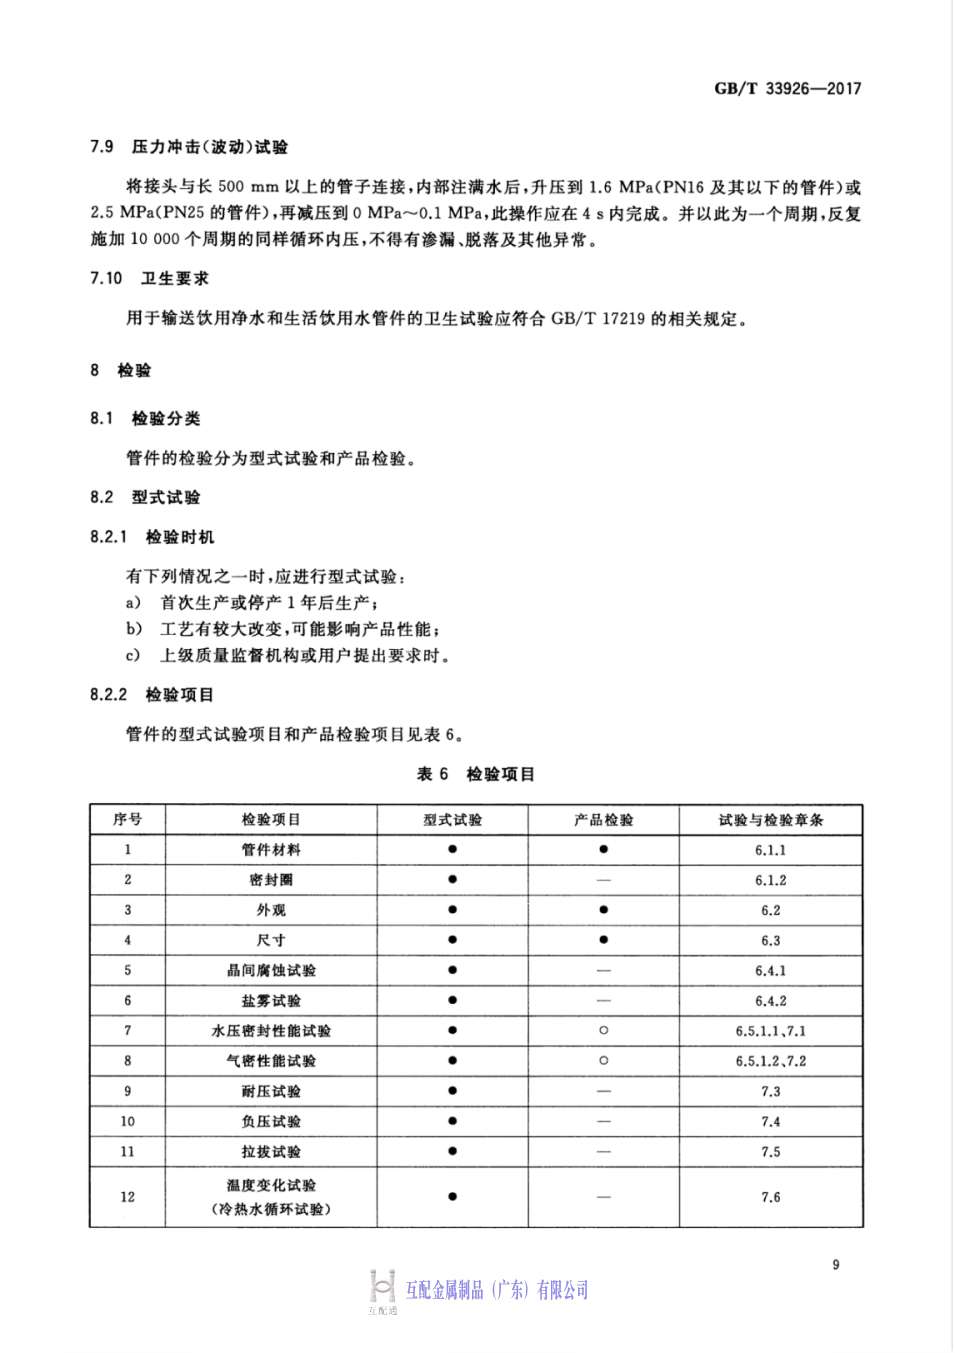 GB/T 33926—2017
7.9 压力冲击(波动)试验
将接头与长 500 mm 以上的管子连接,内部注满水后,升压到 1.6 MPa(PN16 及其以下的管件)或
2.5 MPa(PN25 的管件),再减压到 0 MPa～0.1 MPa,此操作应在 4 s 内完成。并以此为一个周期,反复
施加 10 000 个周期的同样循环内压,不得有渗漏、脱落及其他异常。
7.10 卫生要求
用于输送饮用净水和生活饮用水管件的卫生试验应符合 GB/T 17219 的相关规定。
8 检验
8.1 检验分类
管件的检验分为型式试验和产品检验。
8.2 型式试验
8.2.1 检验时机
有下列情况之一时,应进行型式试验:
a) 首次生产或停产 1 年后生产;
b) 工艺有较大改变,可能影响产品性能;
c) 上级质量监督机构或用户提出要求时。
8.2.2 检验项目
管件的型式试验项目和产品检验项目见表 6。
表 6 检验项目
序号 检验项目 型式试验 产品检验 试验与检验章条
1 管件材料 ● ● 6.1.1
2 密封圈 ● — 6.1.2
3 外观 ● ● 6.2
4 尺寸 ● ● 6.3
5 晶间腐蚀试验 ● — 6.4.1
6 盐雾试验 ● — 6.4.2
7 水压密封性能试验 ● ○ 6.5.1.1、7.1
8 气密性能试验 ● ○ 6.5.1.2、7.2
9 耐压试验 ● — 7.3
10 负压试验 ● — 7.4
11 拉拔试验 ● — 7.5
12 温度变化试验 ● — 7.6
(冷热水循环试验)
9
互配金属制品(广东)有限公司
互配通